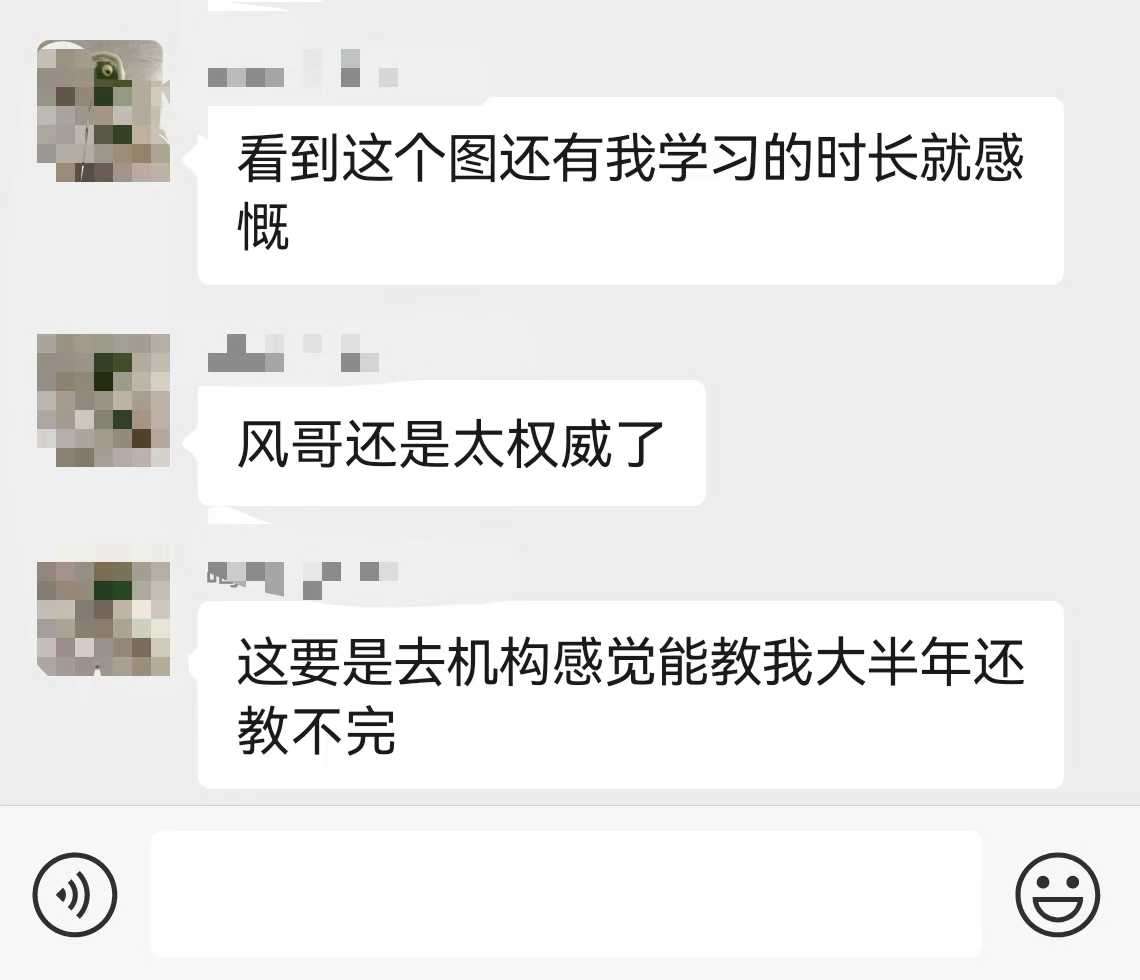 看到这个图还有我学习的时长就感
慨
风哥还是太权威了
这要是去机构感觉能教我大半年还
教不完